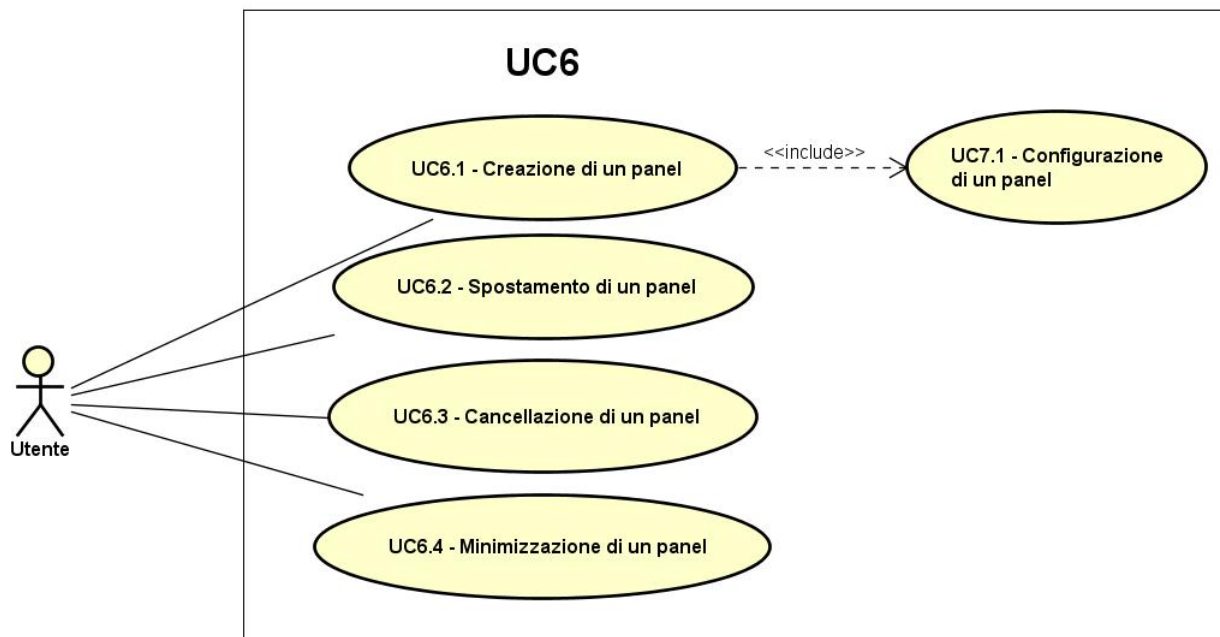 UC6
UC6.1 - Creazione di un panel
<<include>>
UC7.1 - Configurazione
di un panel
UC6.2 - Spostamento di un panel
UC6.3 - Cancellazione di un panel
Utente
UC6.4 - Minimizzazione di un panel